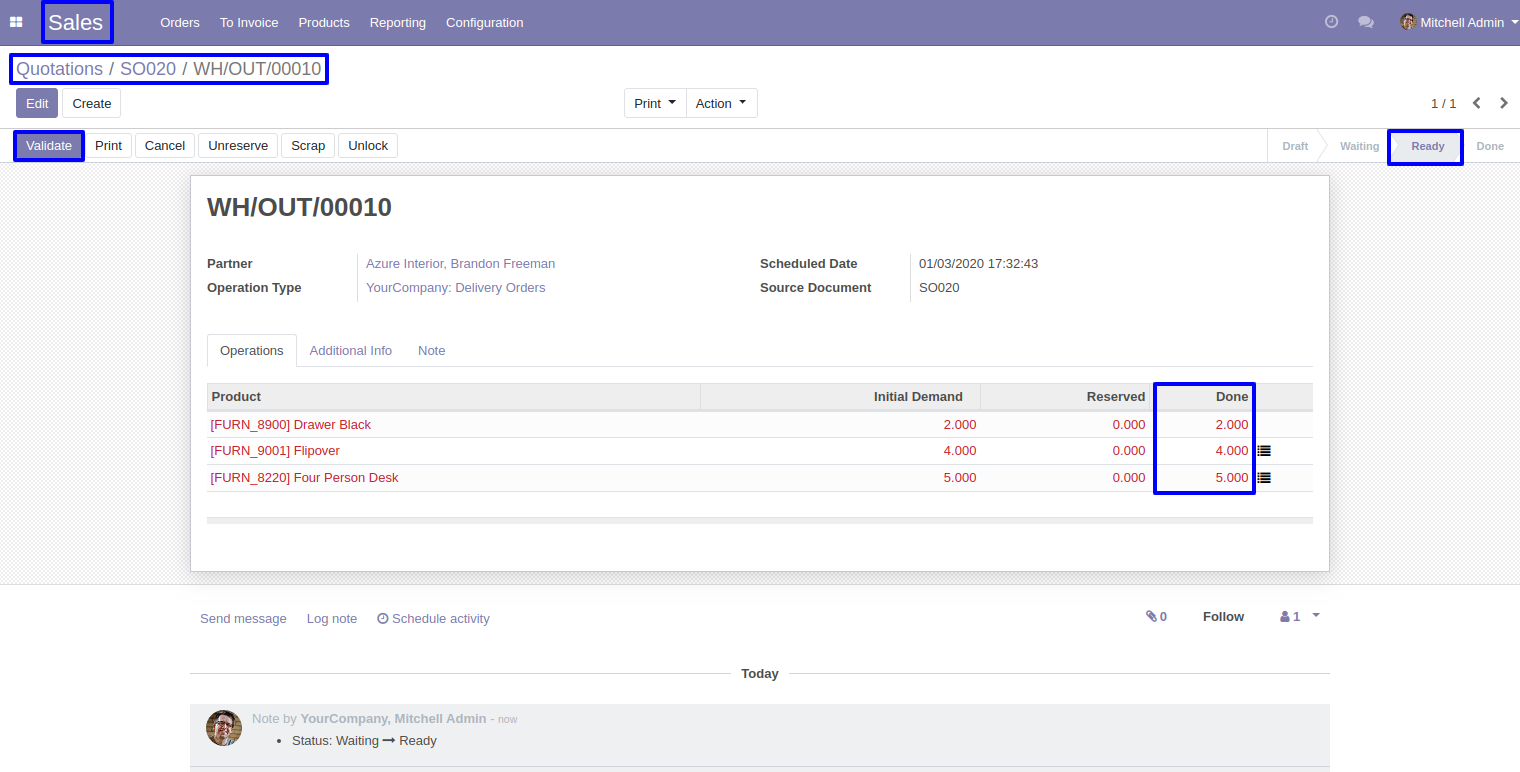 Sales Orders To Invoice Products Reporting Configuration Mitchell Admin
Quotations / SO020 / WH/OUT/00010
Edit Create Print Action 1 / 1
Validate Print Cancel Unreserve Scrap Unlock Draft Waiting Ready Done
WH/OUT/00010
Partner Azure Interior, Brandon Freeman Scheduled Date 01/03/2020 17:32:43
Operation Type YourCompany: Delivery Orders Source Document SO020
Operations Additional Info Note
Product Initial Demand Reserved Done
[FURN_8900] Drawer Black 2.000 0.000 2.000
[FURN_9001] Flipover 4.000 0.000 4.000
[FURN_8220] Four Person Desk 5.000 0.000 5.000
Send message Log note Schedule activity 0 Follow 1
Today
Note by YourCompany, Mitchell Admin - now
• Status: Waiting → Ready